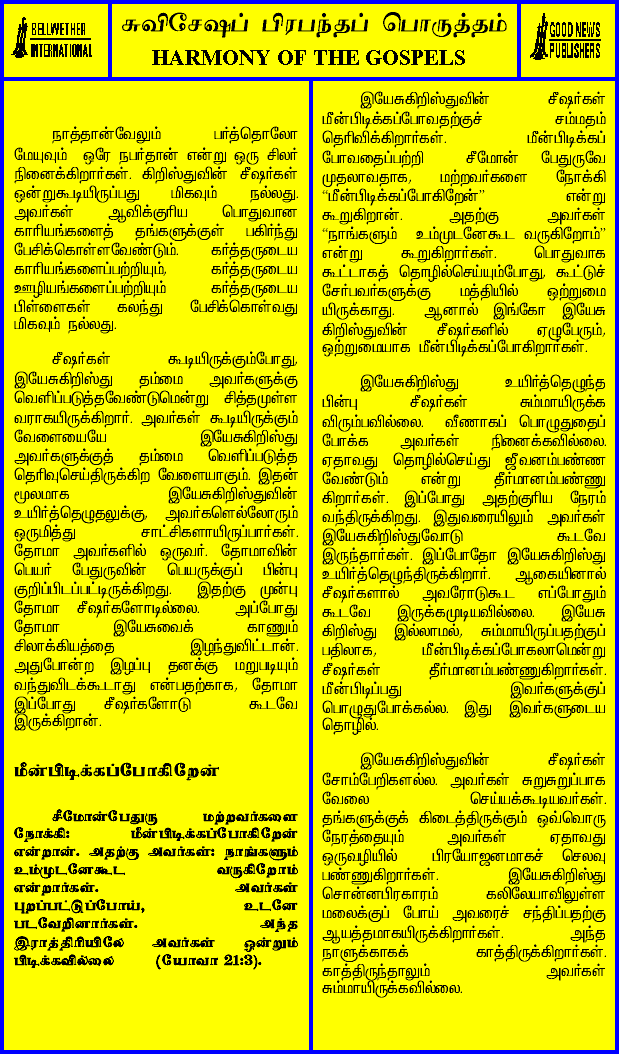 BELLWETHER
INTERNATIONAL
சுவிசேஷப் பிரபந்தப் பொருத்தம்
HARMONY OF THE GOSPELS
GOOD NEWS
PUBLISHERS
நாத்தான்வேலும் பர்த்தொலோ
மேயுவும் ஒரே நபர்தான் என்று ஒரு சிலர்
நினைக்கிறார்கள். கிறிஸ்துவின் சீஷர்கள்
ஒன்றுகூடியிருப்பது மிகவும் நல்லது.
அவர்கள் ஆவிக்குரிய பொதுவான
காரியங்களைத் தங்களுக்குள் பகிர்ந்து
பேசிக்கொள்ளவேண்டும். கர்த்தருடைய
காரியங்களைப்பற்றியும், கர்த்தருடைய
ஊழியங்களைப்பற்றியும் கர்த்தருடைய
பிள்ளைகள் கலந்து பேசிக்கொள்வது
மிகவும் நல்லது.
சீஷர்கள் கூடியிருக்கும்போது,
இயேசுகிறிஸ்து தம்மை அவர்களுக்கு
வெளிப்படுத்தவேண்டுமென்று சித்தமுள்ள
வராகயிருக்கிறார். அவர்கள் கூடியிருக்கும்
வேளையையே இயேசுகிறிஸ்து
அவர்களுக்குத் தம்மை வெளிப்படுத்த
தெரிவுசெய்திருக்கிற வேளையாகும். இதன்
மூலமாக இயேசுகிறிஸ்துவின்
உயிர்த்தெழுதலுக்கு, அவர்களெல்லோரும்
ஒருமித்து சாட்சிகளாயிருப்பார்கள்.
தோமா அவர்களில் ஒருவர். தோமாவின்
பெயர் பேதுருவின் பெயருக்குப் பின்பு
குறிப்பிடப்பட்டிருக்கிறது. இதற்கு முன்பு
தோமா சீஷர்களோடில்லை. அப்போது
தோமா இயேசுவைக் காணும்
சிலாக்கியத்தை இழந்துவிட்டான்.
அதுபோன்ற இழப்பு தனக்கு மறுபடியும்
வந்துவிடக்கூடாது என்பதற்காக, தோமா
இப்போது சீஷர்களோடு கூடவே
இருக்கிறான்.
மீன்பிடிக்கப்போகிறேன்
சீமோன்பேதுரு மற்றவர்களை
நோக்கி: மீன்பிடிக்கப்போகிறேன்
என்றான். அதற்கு அவர்கள்: நாங்களும்
உம்முடனேகூட வருகிறோம்
என்றார்கள். அவர்கள்
புறப்பட்டுப்போய், உடனே
படவேறினார்கள். அந்த
இராத்திரியிலே அவர்கள் ஒன்றும்
பிடிக்கவில்லை (யோவா 21:3).
இயேசுகிறிஸ்துவின் சீஷர்கள்
மீன்பிடிக்கப்போவதற்குச் சம்மதம்
தெரிவிக்கிறார்கள். மீன்பிடிக்கப்
போவதைப்பற்றி சீமோன் பேதுருவே
முதலாவதாக, மற்றவர்களை நோக்கி
“மீன்பிடிக்கப்போகிறேன்” என்று
கூறுகிறான். அதற்கு அவர்கள்
“நாங்களும் உம்முடனேகூட வருகிறோம்”
என்று கூறுகிறார்கள். பொதுவாக
கூட்டாகத் தொழில்செய்யும்போது, கூட்டுச்
சேர்பவர்களுக்கு மத்தியில் ஒற்றுமை
யிருக்காது. ஆனால் இங்கோ இயேசு
கிறிஸ்துவின் சீஷர்களில் ஏழுபேரும்,
ஒற்றுமையாக மீன்பிடிக்கப்போகிறார்கள்.
இயேசுகிறிஸ்து உயிர்த்தெழுந்த
பின்பு சீஷர்கள் சும்மாயிருக்க
விரும்பவில்லை. வீணாகப் பொழுதுதைப்
போக்க அவர்கள் நினைக்கவில்லை.
ஏதாவது தொழில்செய்து ஜீவனம்பண்ண
வேண்டும் என்று தீர்மானம்பண்ணு
கிறார்கள். இப்போது அதற்குரிய நேரம்
வந்திருக்கிறது. இதுவரையிலும் அவர்கள்
இயேசுகிறிஸ்துவோடு கூடவே
இருந்தார்கள். இப்போதோ இயேசுகிறிஸ்து
உயிர்த்தெழுந்திருக்கிறார். ஆகையினால்
சீஷர்களால் அவரோடுகூட எப்போதும்
கூடவே இருக்கமுடியவில்லை. இயேசு
கிறிஸ்து இல்லாமல், சும்மாயிருப்பதற்குப்
பதிலாக, மீன்பிடிக்கப்போகலாமென்று
சீஷர்கள் தீர்மானம்பண்ணுகிறார்கள்.
மீன்பிடிப்பது இவர்களுக்குப்
பொழுதுபோக்கல்ல. இது இவர்களுடைய
தொழில்.
இயேசுகிறிஸ்துவின் சீஷர்கள்
சோம்பேறிகளல்ல. அவர்கள் சுறுசுறுப்பாக
வேலை செய்யக்கூடியவர்கள்.
தங்களுக்குக் கிடைத்திருக்கும் ஒவ்வொரு
நேரத்தையும் அவர்கள் ஏதாவது
ஒருவழியில் பிரயோஜனமாகச் செலவு
பண்ணுகிறார்கள். இயேசுகிறிஸ்து
சொன்னபிரகாரம் கலிலேயாவிலுள்ள
மலைக்குப் போய் அவரைச் சந்திப்பதற்கு
ஆயத்தமாகயிருக்கிறார்கள். அந்த
நாளுக்காகக் காத்திருக்கிறார்கள்.
காத்திருந்தாலும் அவர்கள்
சும்மாயிருக்கவில்லை.